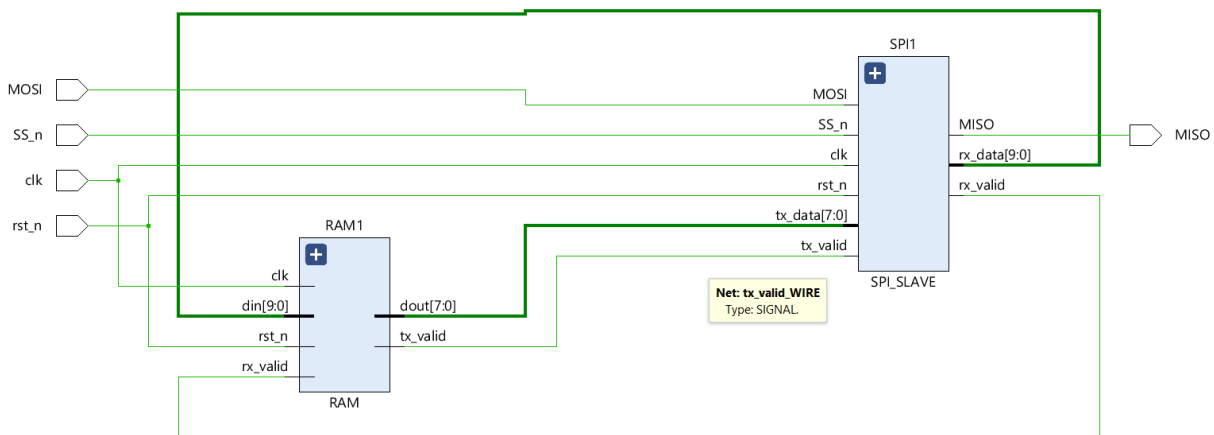 SPI1
MOSI
MOSI
SS_n
SS_n
MISO
MISO
clk
clk
rx_data[9:0]
rst_n
rx_valid
rst_n
tx_data[7:0]
RAM1
tx_valid
clk
SPI_SLAVE
Net: tx_valid_WIRE
Type: SIGNAL.
din[9:0]
dout[7:0]
rst_n
tx_valid
rx_valid
RAM